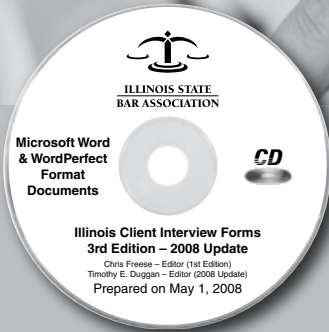 ILLINOIS STATE
BAR ASSOCIATION
Microsoft Word
& WordPerfect
Format
Documents
CD
Illinois Client Interview Forms
3rd Edition – 2008 Update
Chris Freese – Editor (1st Edition)
Timothy E. Duggan – Editor (2008 Update)
Prepared on May 1, 2008